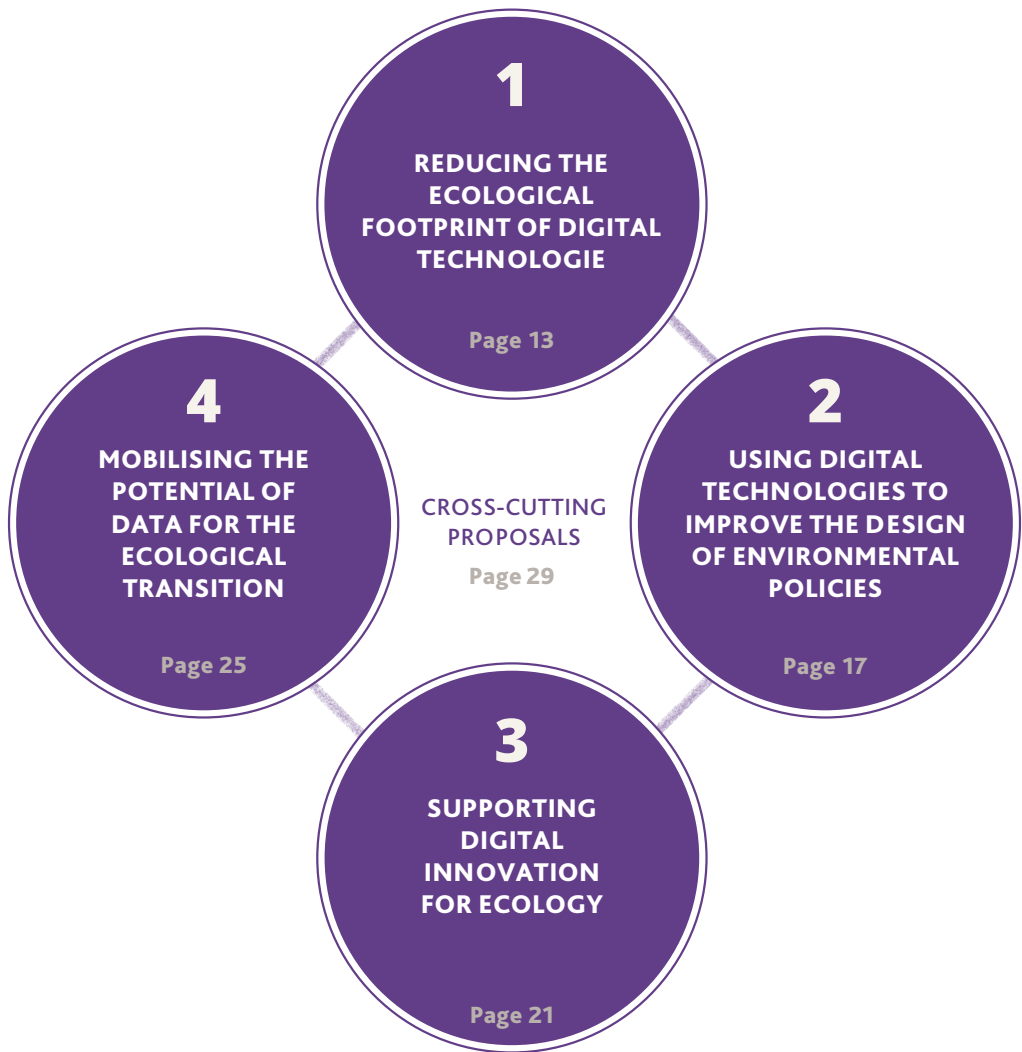 1
REDUCING THE
ECOLOGICAL
FOOTPRINT OF DIGITAL
TECHNOLOGIE
Page 13
2
USING DIGITAL
TECHNOLOGIES TO
IMPROVE THE DESIGN
OF ENVIRONMENTAL
POLICIES
Page 17
3
SUPPORTING
DIGITAL
INNOVATION
FOR ECOLOGY
Page 21
4
MOBILISING THE
POTENTIAL OF
DATA FOR THE
ECOLOGICAL
TRANSITION
Page 25
CROSS-CUTTING
PROPOSALS
Page 29